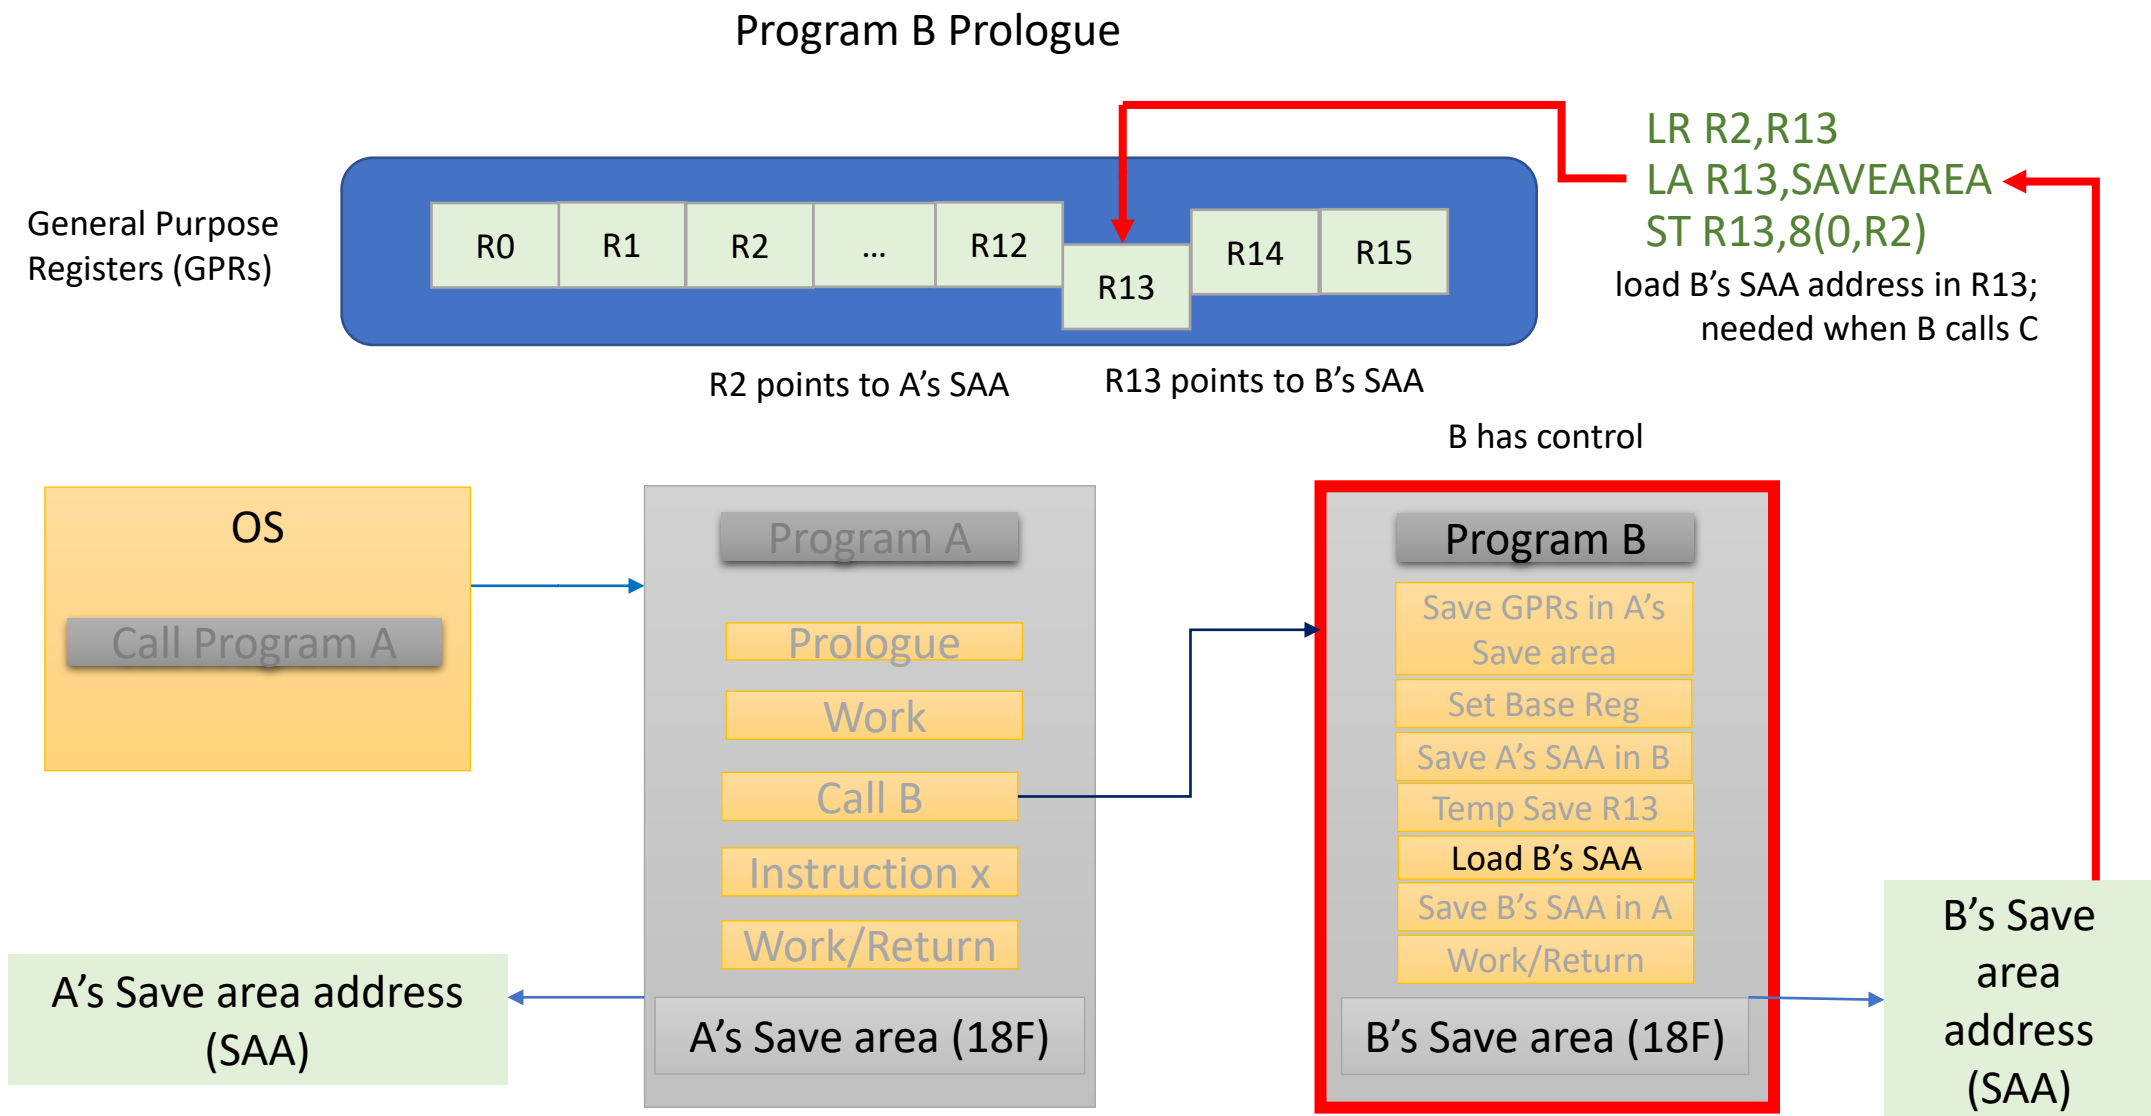 Program B Prologue
LR R2,R13
LA R13,SAVEAREA
ST R13,8(0,R2)
load B’s SAA address in R13;
needed when B calls C
General Purpose
Registers (GPRs)
R0
R1
R2
...
R12
R13
R14
R15
R2 points to A’s SAA
R13 points to B’s SAA
B has control
OS
Call Program A
Program A
Prologue
Work
Call B
Instruction x
Work/Return
A’s Save area (18F)
A’s Save area address
(SAA)
Program B
Save GPRs in A’s
Save area
Set Base Reg
Save A’s SAA in B
Temp Save R13
Load B’s SAA
Save B’s SAA in A
Work/Return
B’s Save area (18F)
B’s Save
area
address
(SAA)